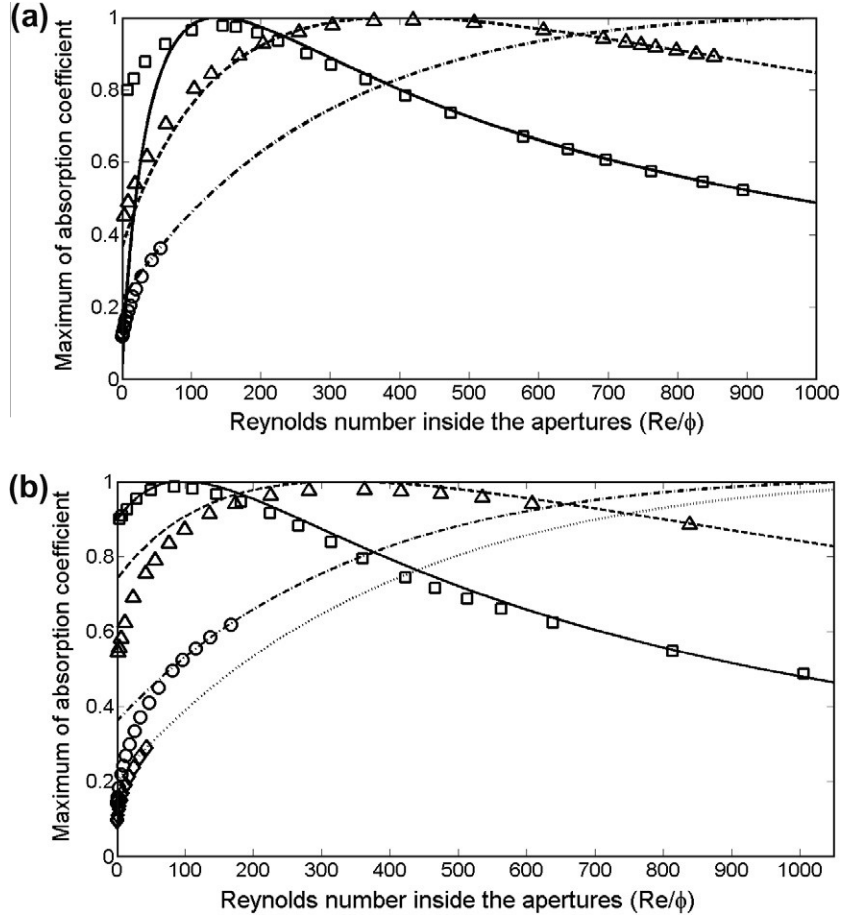 (a)
1
0.8
0.6
0.4
0.2
0
Maximum of absorption coefficient
0 100 200 300 400 500 600 700 800 900 1000
Reynolds number inside the apertures (Re/ϕ)
(b)
1
0.8
0.6
0.4
0.2
0
Maximum of absorption coefficient
0 100 200 300 400 500 600 700 800 900 1000
Reynolds number inside the apertures (Re/ϕ)